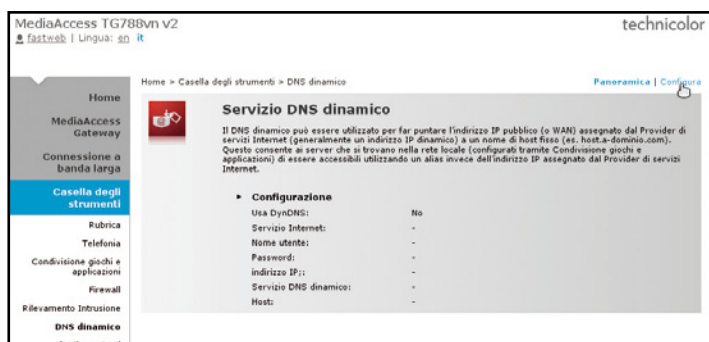 MediaAccess TG788vn v2
technicolor
fastweb | Lingua: en it
Home > Casella degli strumenti > DNS dinamico
Panoramica | Configura
Home
MediaAccess
Gateway
Connessione a
banda larga
Casella degli
strumenti
Rubrica
Telefonia
Condivisione giochi e
applicazioni
Firewall
Rilevamento Intrusione
DNS dinamico
Servizio DNS dinamico
Il DNS dinamico può essere utilizzato per far puntare l'indirizzo IP pubblico (o WAN) assegnato dal Provider di
servizi Internet (generalmente un indirizzo IP dinamico) a un nome di host fisso (es. host.a-dominio.com).
Questo consente ai server che si trovano nella rete locale (configurati tramite Condivisione giochi e
applicazioni) di essere accessibili utilizzando un alias invece dell'indirizzo IP assegnato dal Provider di servizi
Internet.
Configurazione
Usa DynDNS: No
Servizio Internet: -
Nome utente: -
Password: -
indirizzo IP;: -
Servizio DNS dinamico: -
Host: -